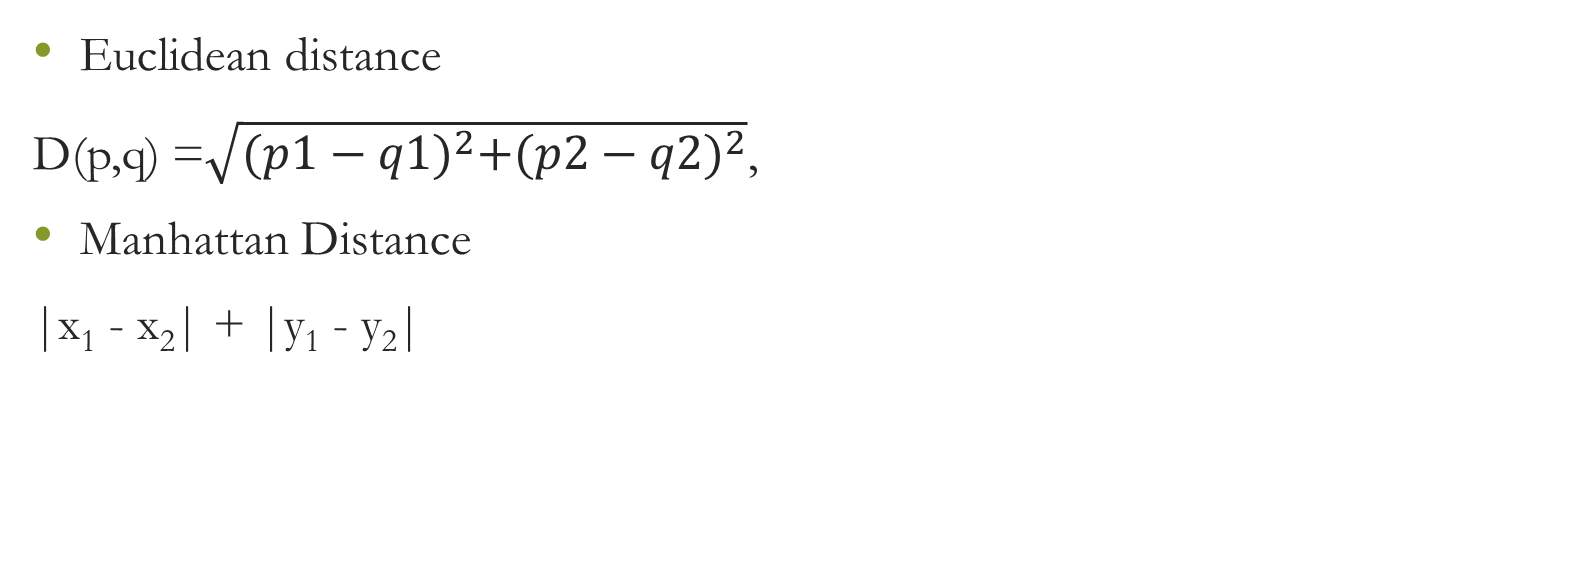 • Euclidean distance
D(p,q) =√(p1 − q1)²+(p2 − q2)²,
• Manhattan Distance
|x₁ - x₂| + |y₁ - y₂|